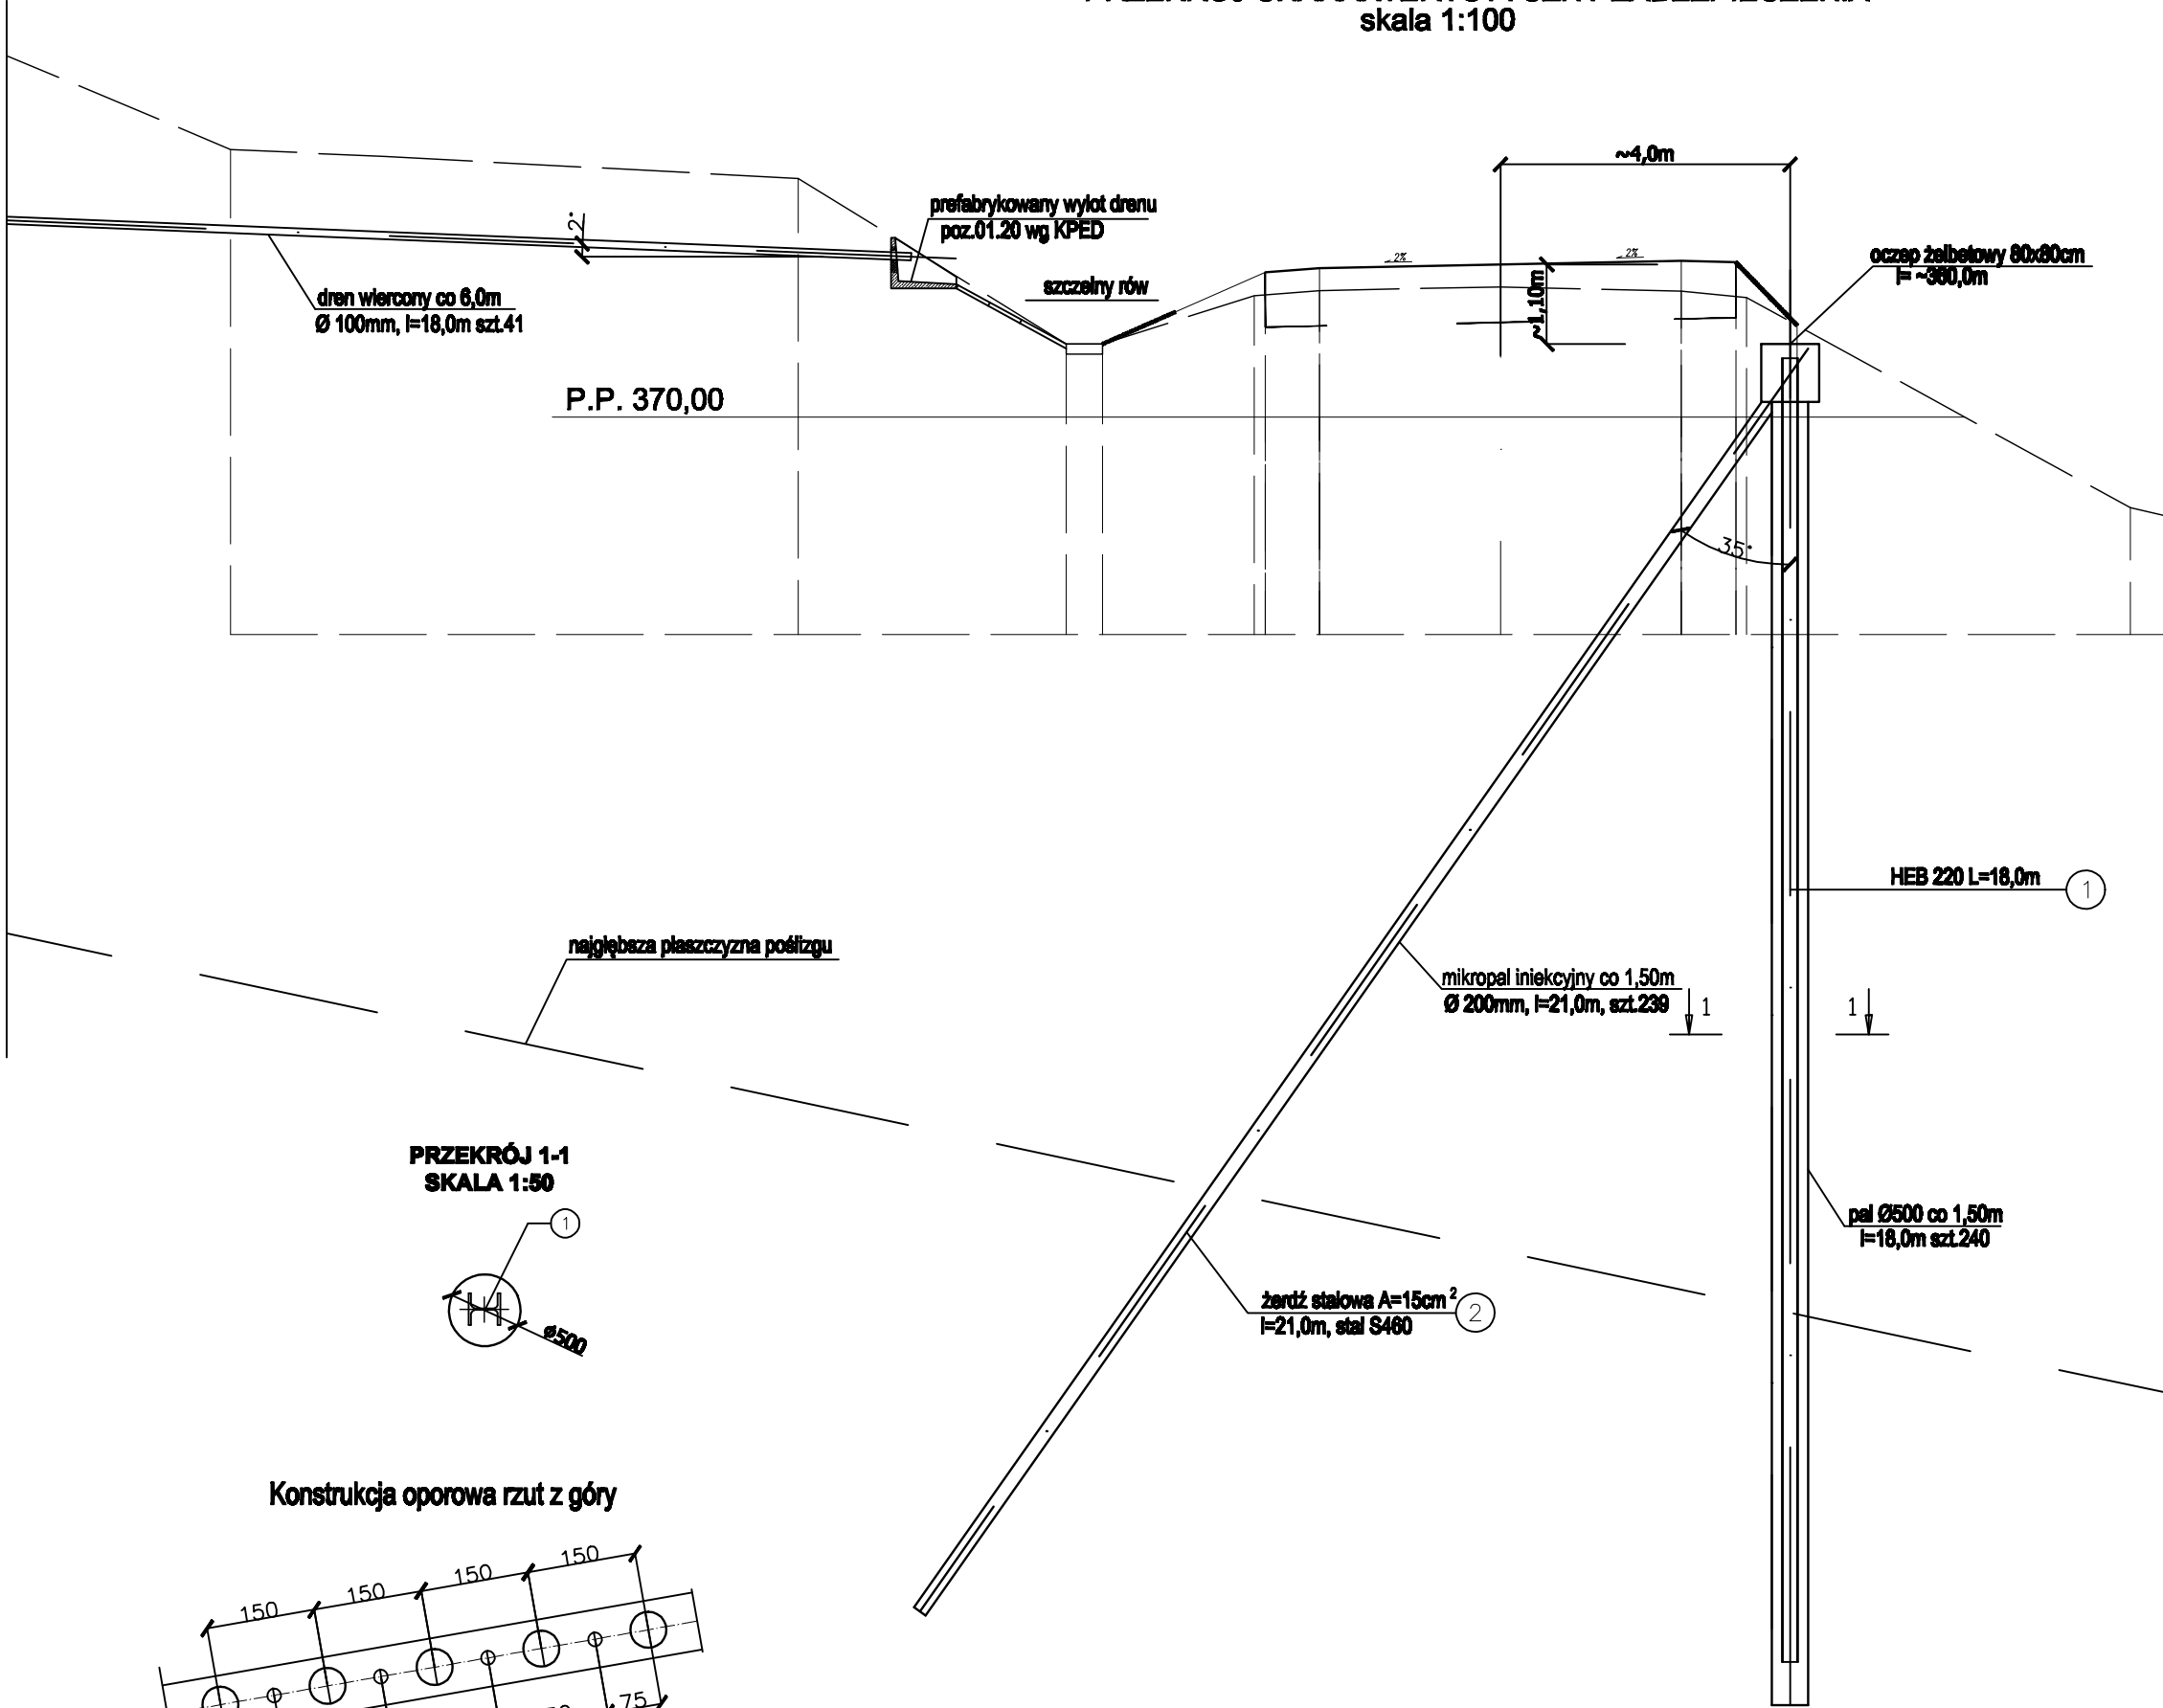 skala 1:100
~4,0m
prefabrykowany wylot drenu
poz.01.20 wg KPED
2°
2%
2%
oczep żelbetowy 80x80cm
l= ~360,0m
szczelny rów
~1,10m
dren wiercony co 6,0m
Ø 100mm, l=18,0m szt.41
P.P. 370,00
35°
HEB 220 L=18,0m
1
najgłębsza płaszczyzna poślizgu
mikropal iniekcyjny co 1,50m
Ø 200mm, l=21,0m, szt.239
1
1
PRZEKRÓJ 1-1
SKALA 1:50
1
pal Ø500 co 1,50m
l=18,0m szt.240
żerdź stalowa A=15cm 2
l=21,0m, stal S460
2
ø500
Konstrukcja oporowa rzut z góry
150
150
150
150
75